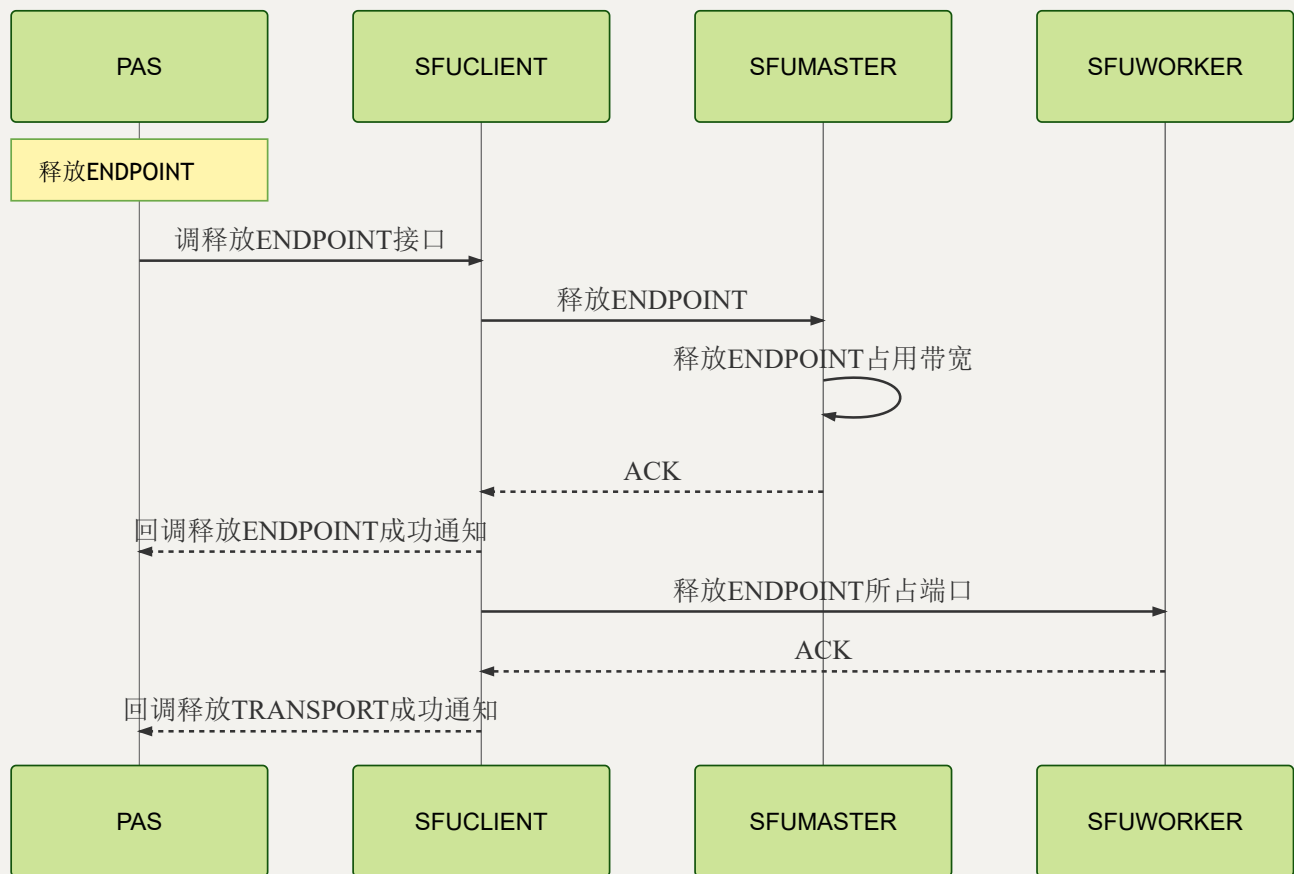 PAS
SFUCLIENT
SFUMASTER
SFUWORKER
释放ENDPOINT
调释放ENDPOINT接口
释放ENDPOINT
释放ENDPOINT占用带宽
ACK
回调释放ENDPOINT成功通知
释放ENDPOINT所占端口
ACK
回调释放TRANSPORT成功通知
PAS
SFUCLIENT
SFUMASTER
SFUWORKER